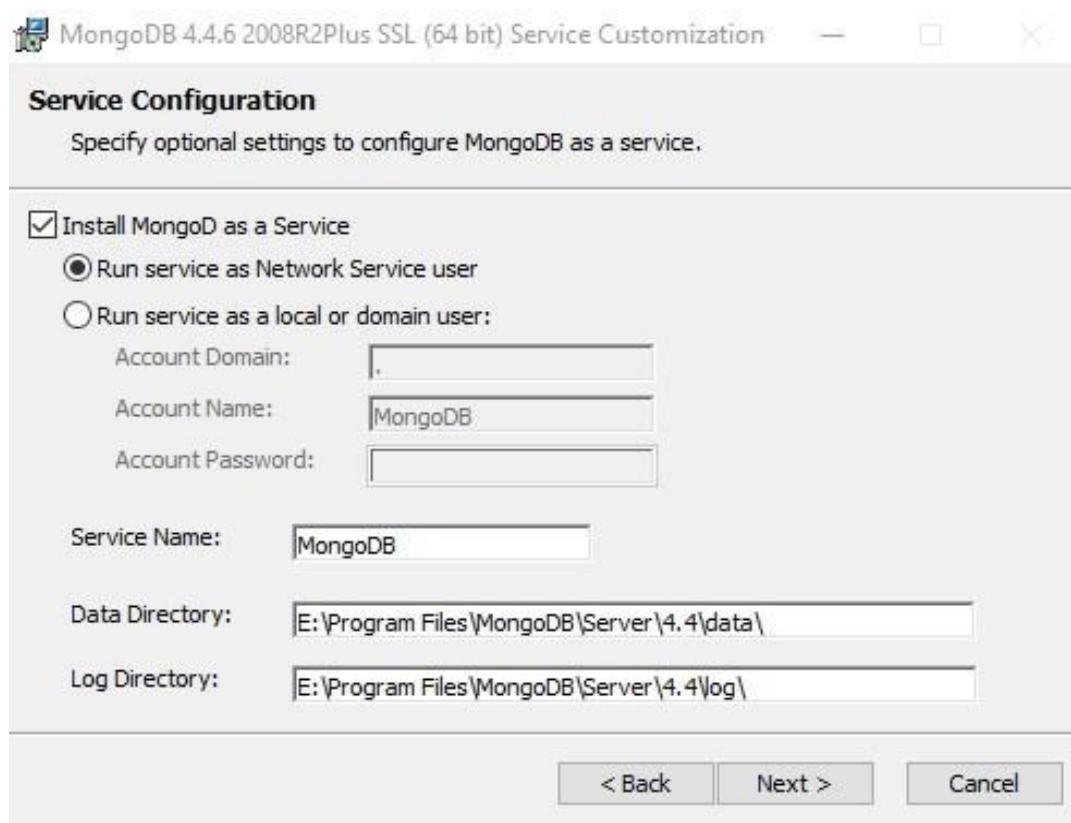 MongoDB 4.4.6 2008R2Plus SSL (64 bit) Service Customization
Service Configuration
Specify optional settings to configure MongoDB as a service.
Install MongoD as a Service
Run service as Network Service user
Run service as a local or domain user:
Account Domain: .
Account Name: MongoDB
Account Password:
Service Name: MongoDB
Data Directory: E:\Program Files\MongoDB\Server\4.4\data\
Log Directory: E:\Program Files\MongoDB\Server\4.4\log\
< Back Next > Cancel